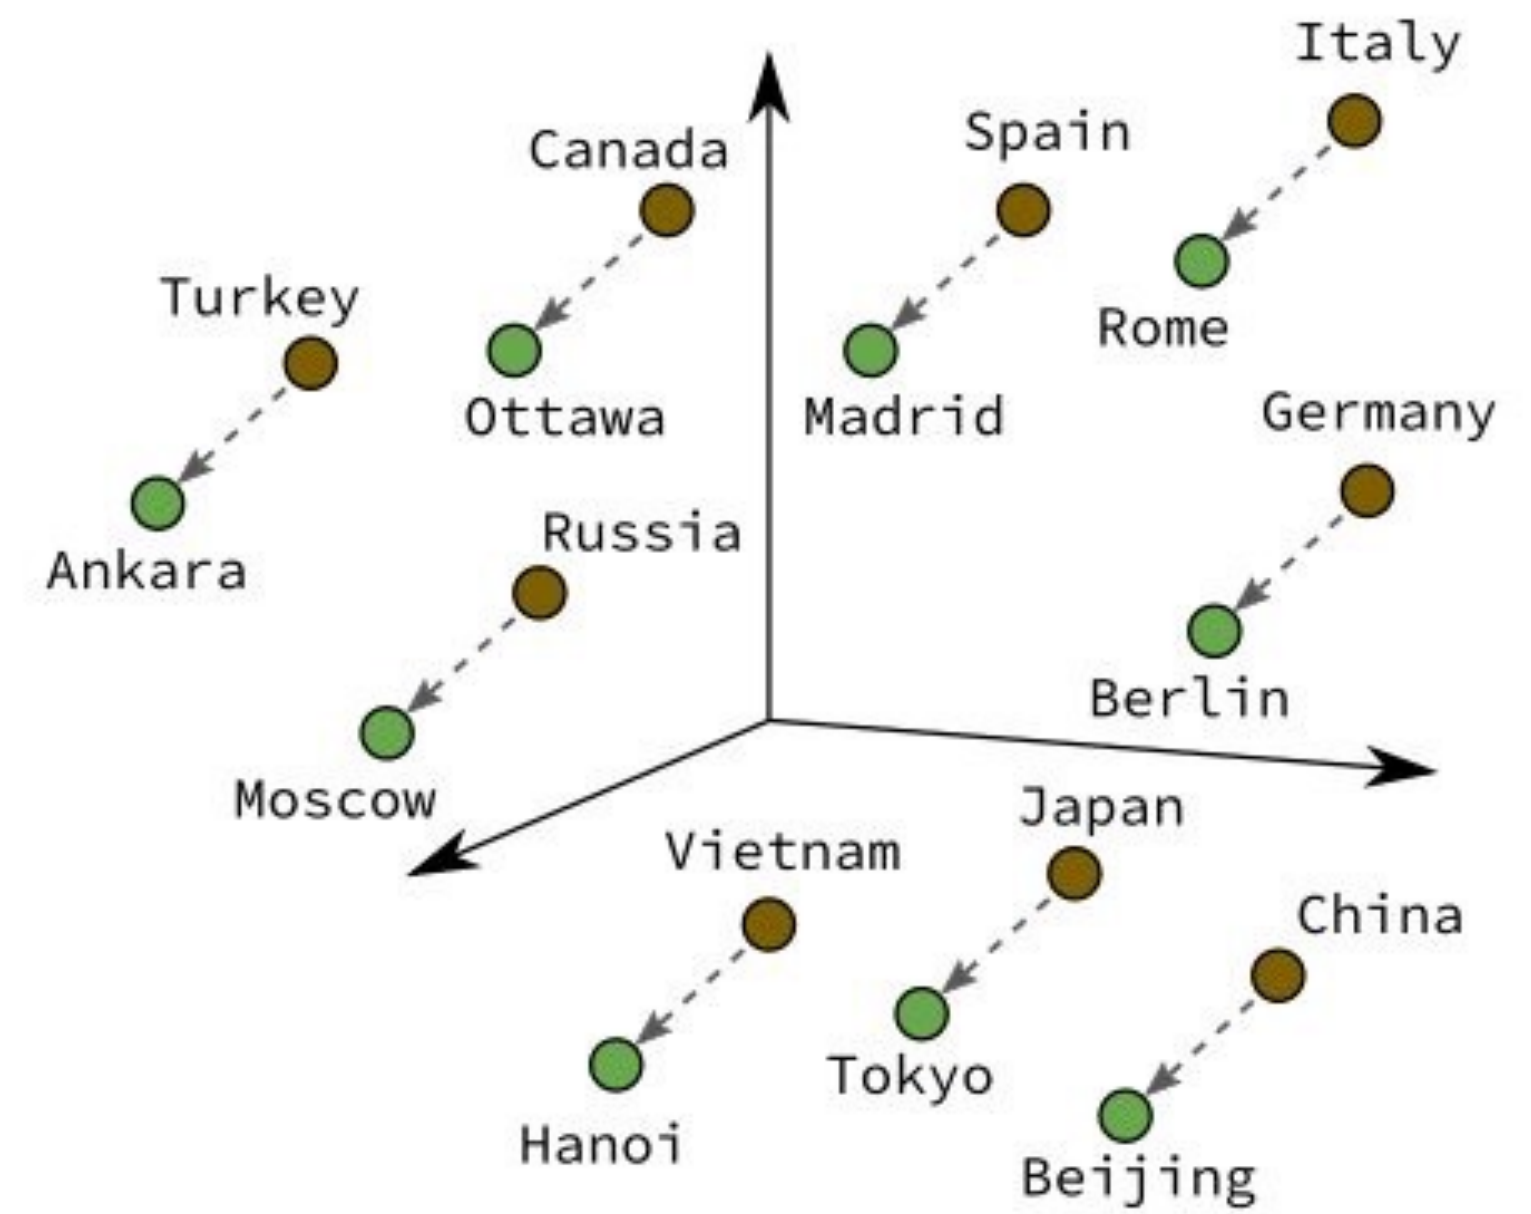 Italy
Spain
Canada
Turkey
Rome
Ottawa
Madrid
Germany
Russia
Ankara
Berlin
Moscow
Japan
Vietnam
China
Tokyo
Hanoi
Beijing